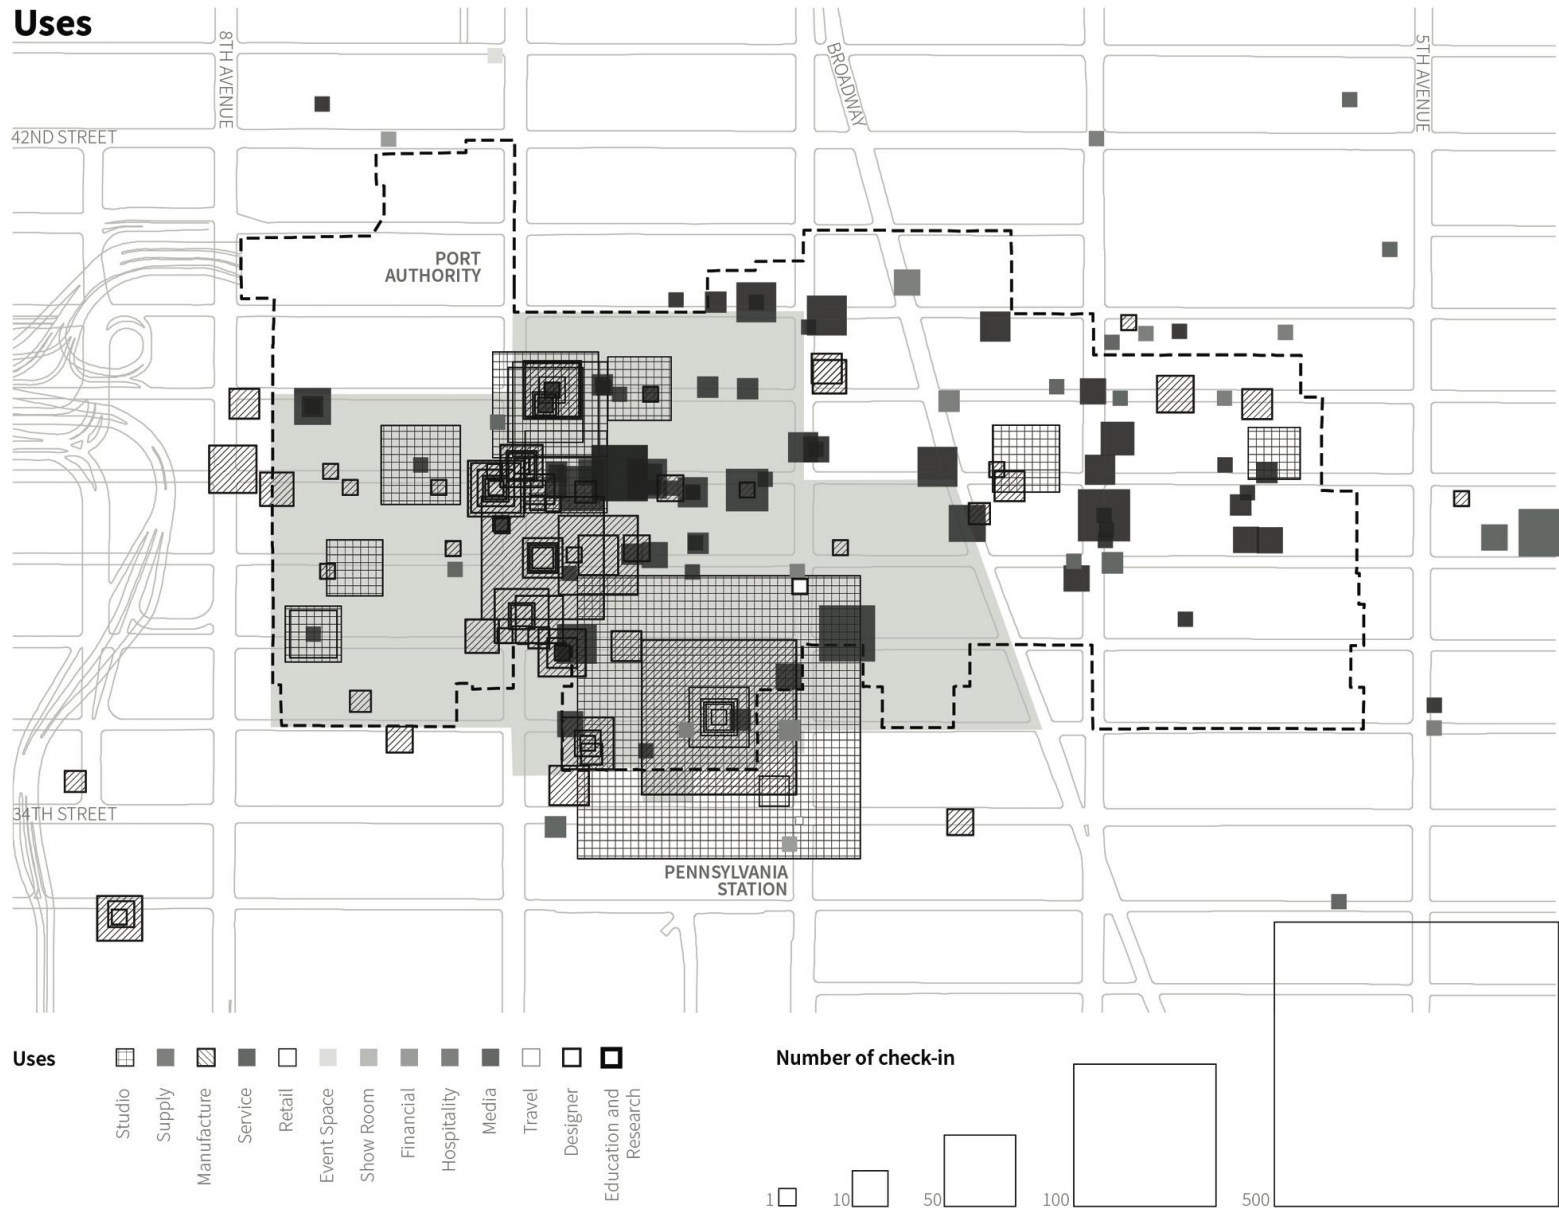 Uses
8TH AVENUE
BROADWAY
5TH AVENUE
42ND STREET
PORT
AUTHORITY
34TH STREET
PENNSYLVANIA
STATION
Uses
Studio
Supply
Manufacture
Service
Retail
Event Space
Show Room
Financial
Hospitality
Media
Travel
Designer
Education and
Research
Number of check-in
1
10
50
100
500